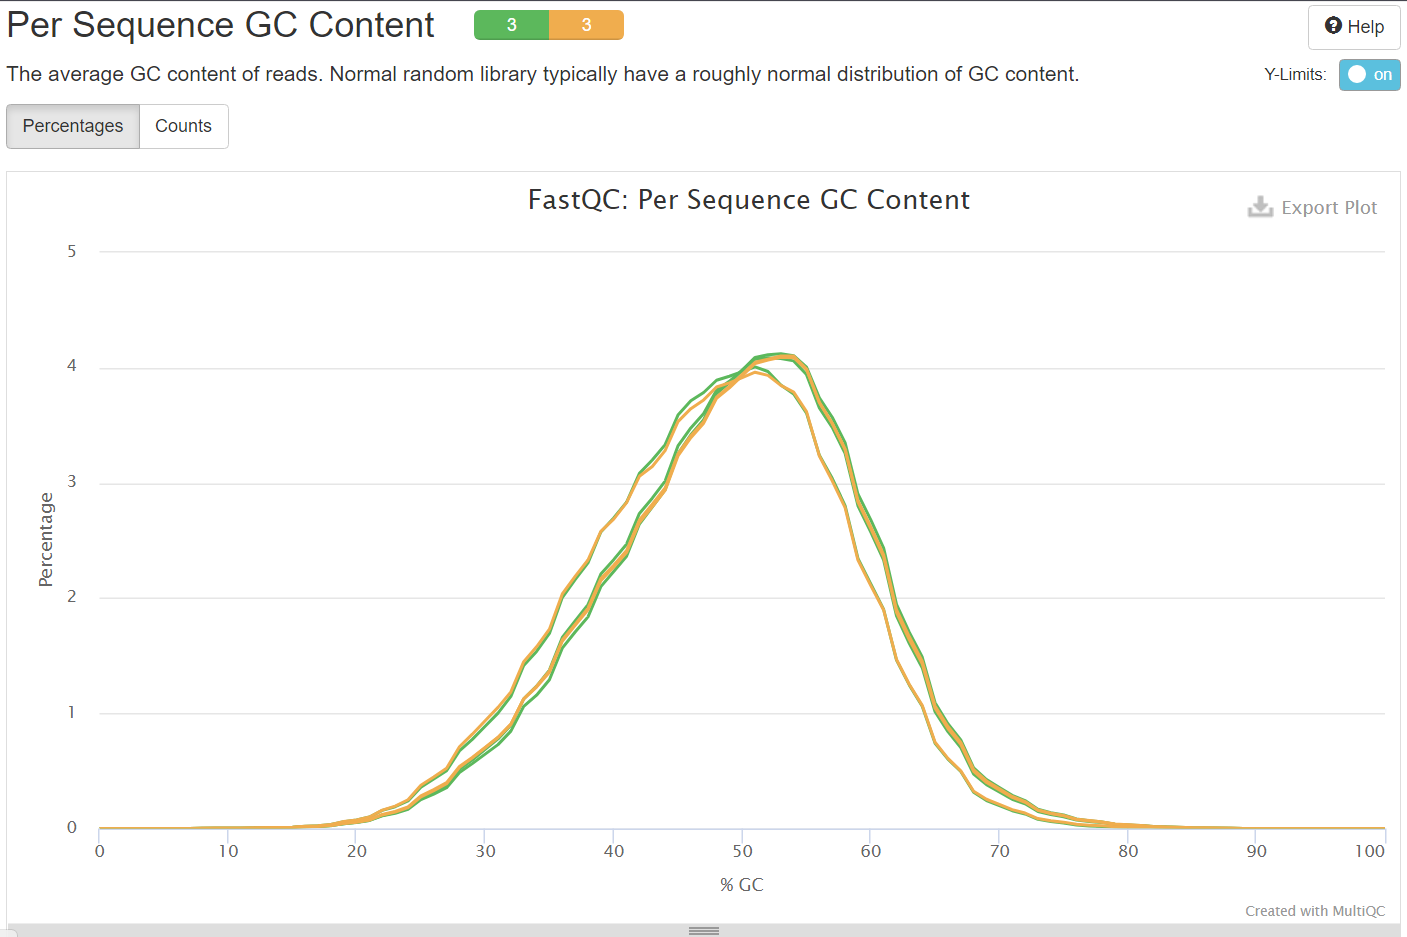 Per Sequence GC Content 3 3 Help
The average GC content of reads. Normal random library typically have a roughly normal distribution of GC content. Y-Limits: on
Percentages Counts
FastQC: Per Sequence GC Content
Export Plot
5
4
3
2
1
0
Percentage
0 10 20 30 40 50 60 70 80 90 100
% GC
Created with MultiQC